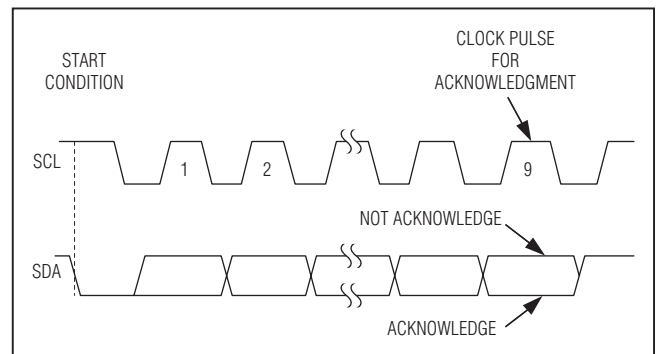 START
CONDITION
CLOCK PULSE
FOR
ACKNOWLEDGMENT
SCL
1
2
9
NOT ACKNOWLEDGE
SDA
ACKNOWLEDGE